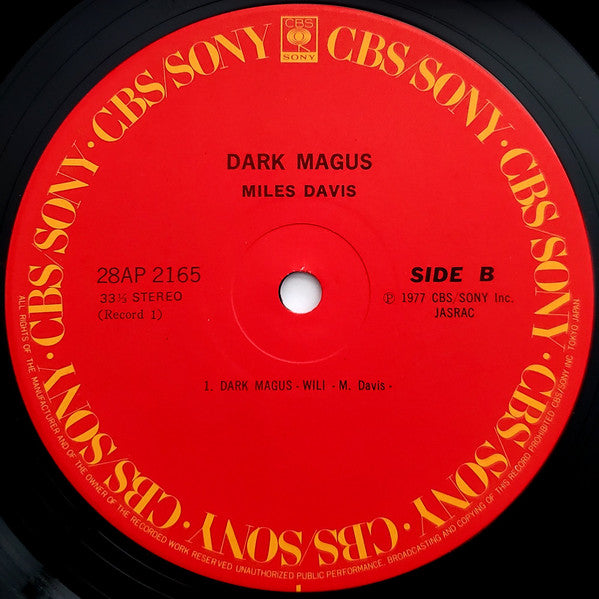 CBS
SONY
CBS/SONY · CBS/SONY · CBS/SONY · CBS/SONY · CBS/SONY · CBS/SONY · CBS/SONY · CBS/SONY
DARK MAGUS
MILES DAVIS
28AP 2165
33⅓ STEREO
(Record 1)
SIDE B
Ⓟ 1977 CBS/SONY Inc.
JASRAC
1. DARK MAGUS - WILI - M. Davis -
ALL RIGHTS OF THE MANUFACTURER AND OF THE OWNER OF THE RECORDED WORK RESERVED UNAUTHORIZED PUBLIC PERFORMANCE, BROADCASTING AND COPYING OF THIS RECORD PROHIBITED CBS/SONY INC. TOKYO JAPAN